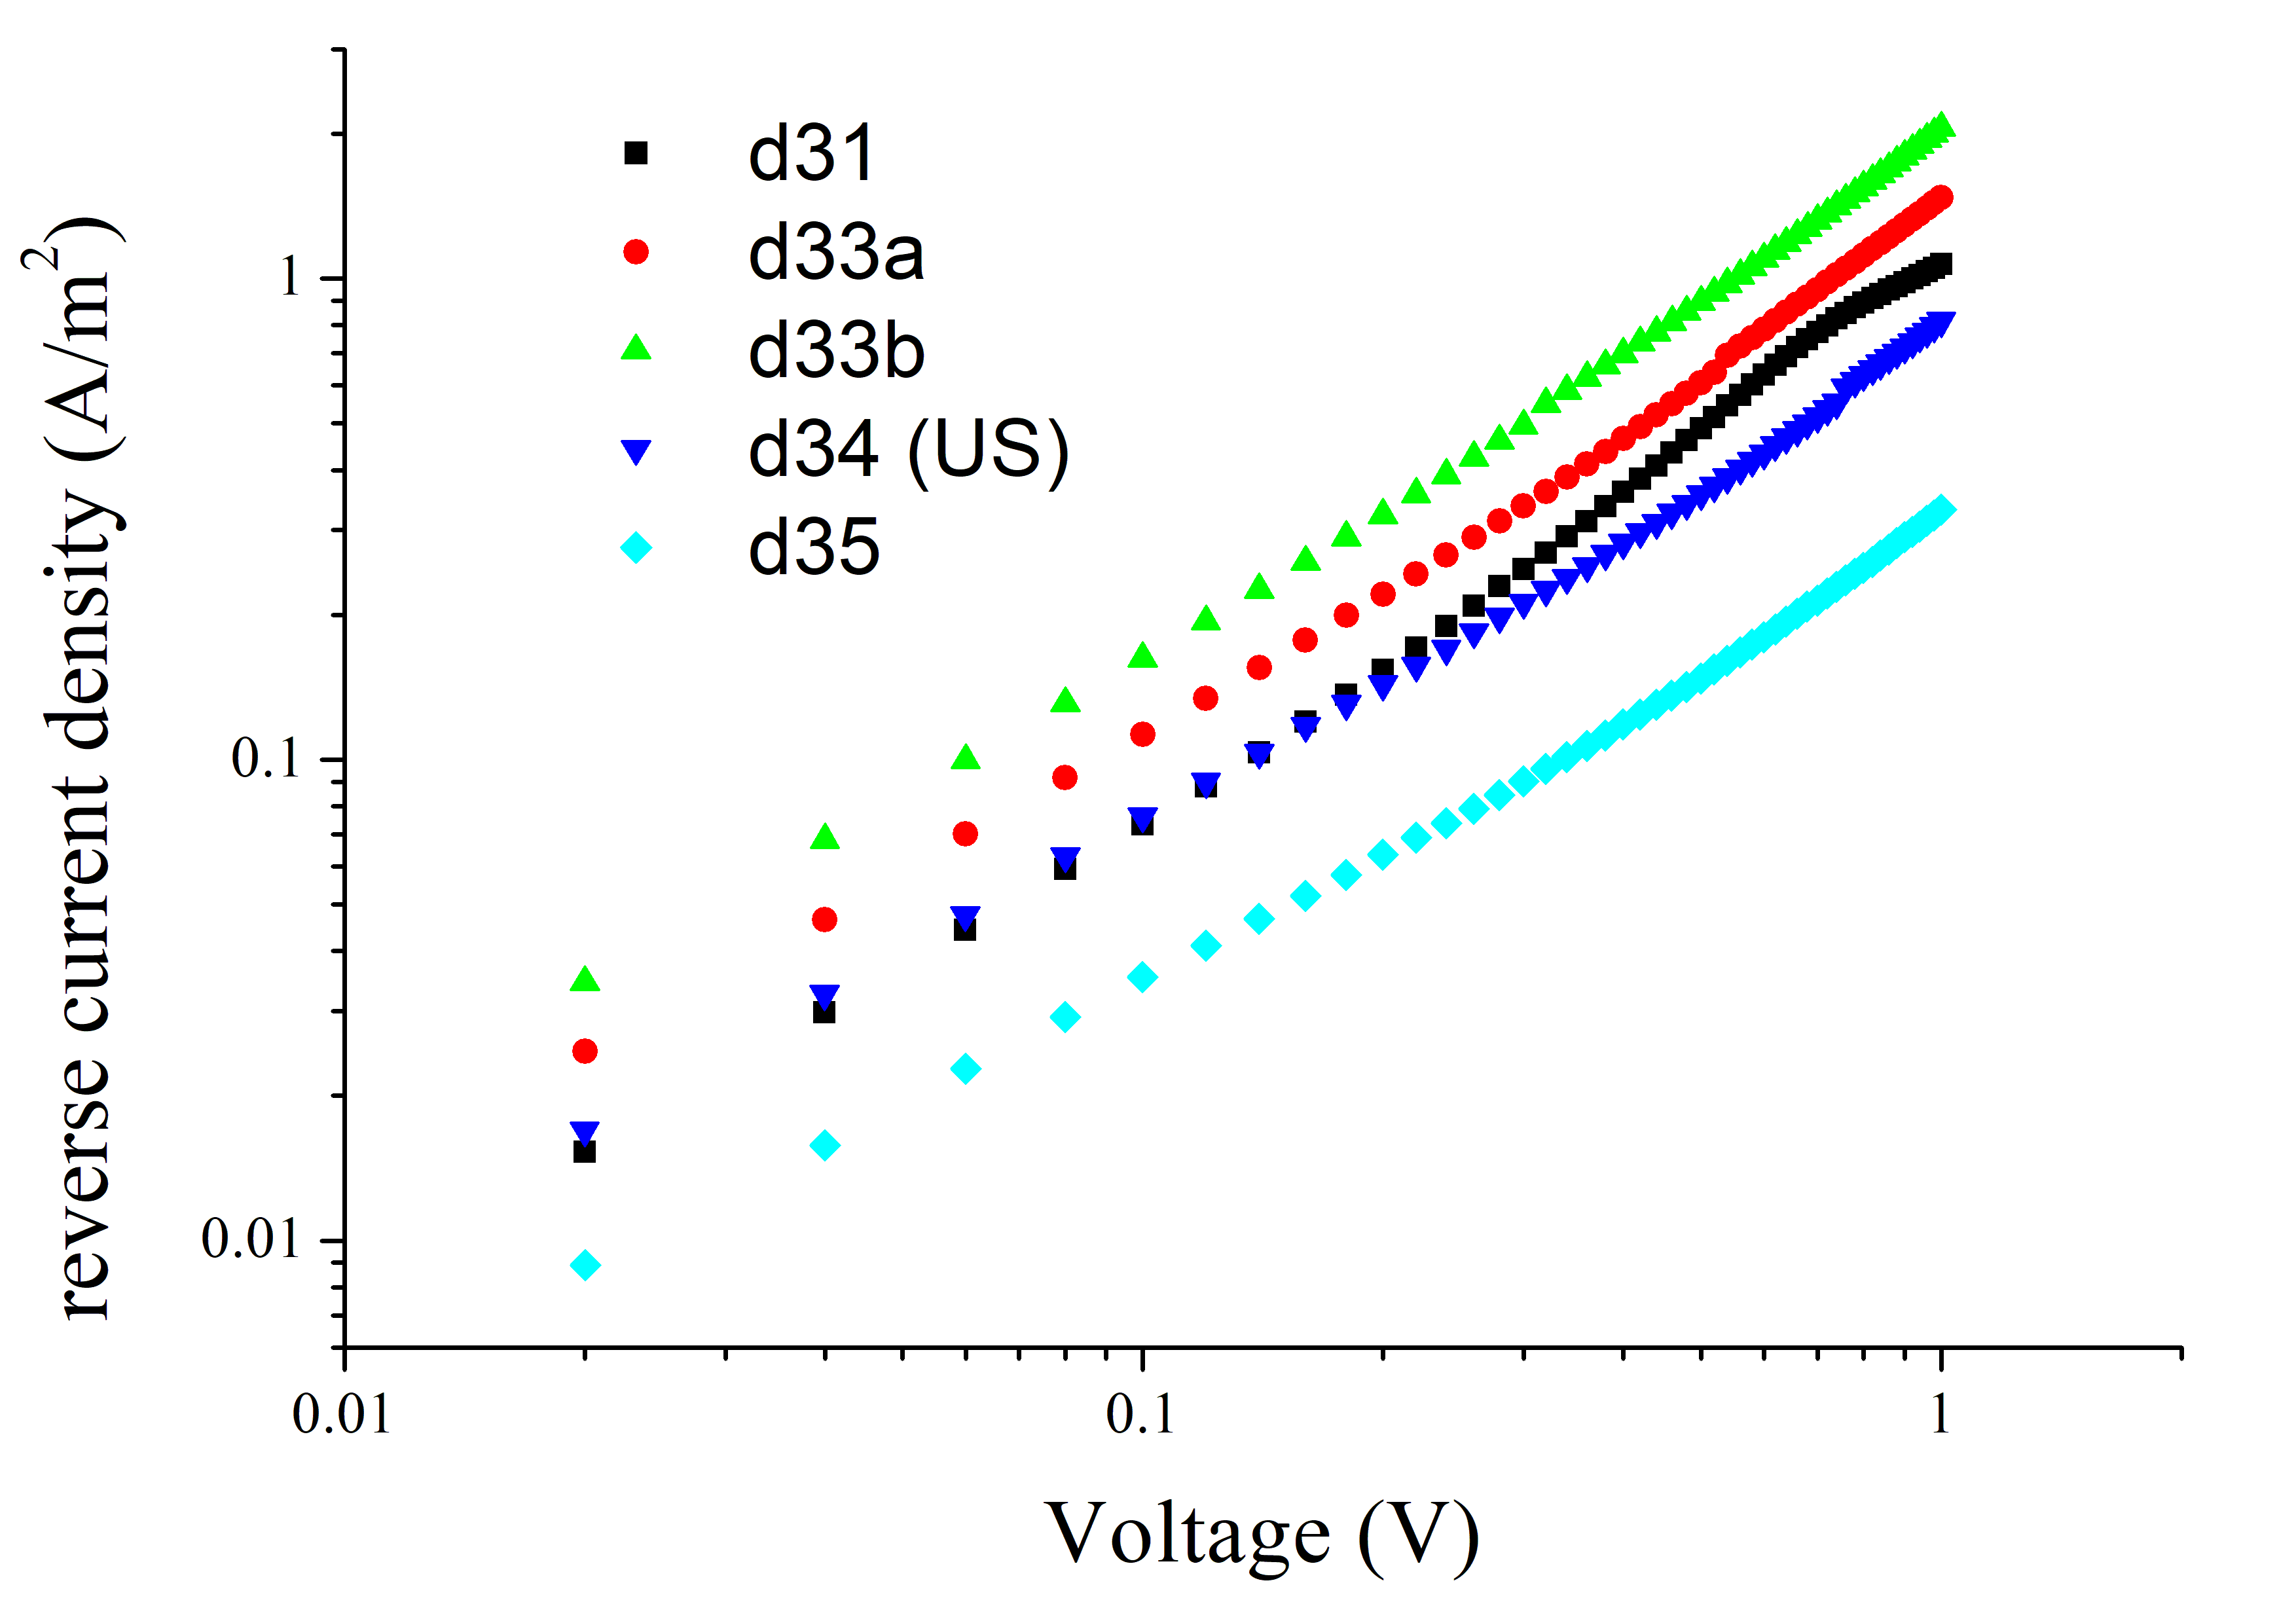 reverse current density (A/m²)
1
0.1
0.01
d31
d33a
d33b
d34 (US)
d35
0.01
0.1
1
Voltage (V)